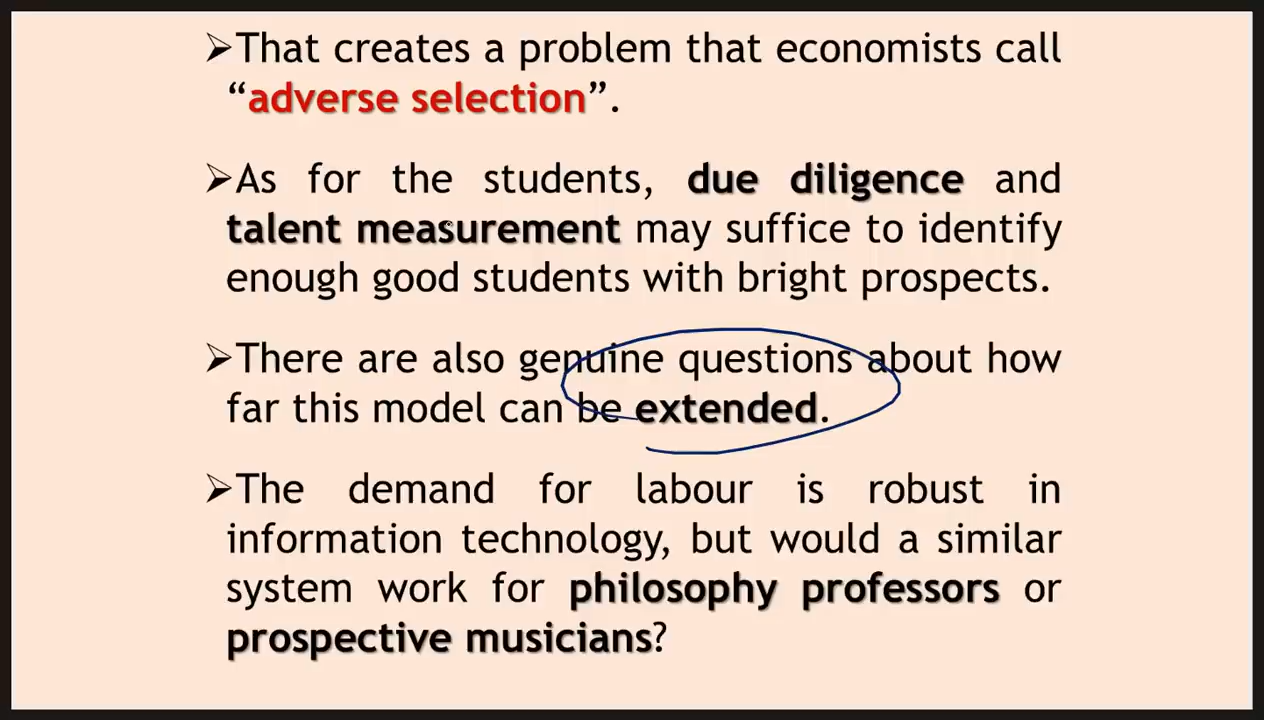 ➢That creates a problem that economists call
“adverse selection”.
➢As for the students, due diligence and
talent measurement may suffice to identify
enough good students with bright prospects.
➢There are also genuine questions about how
far this model can be extended.
➢The demand for labour is robust in
information technology, but would a similar
system work for philosophy professors or
prospective musicians?